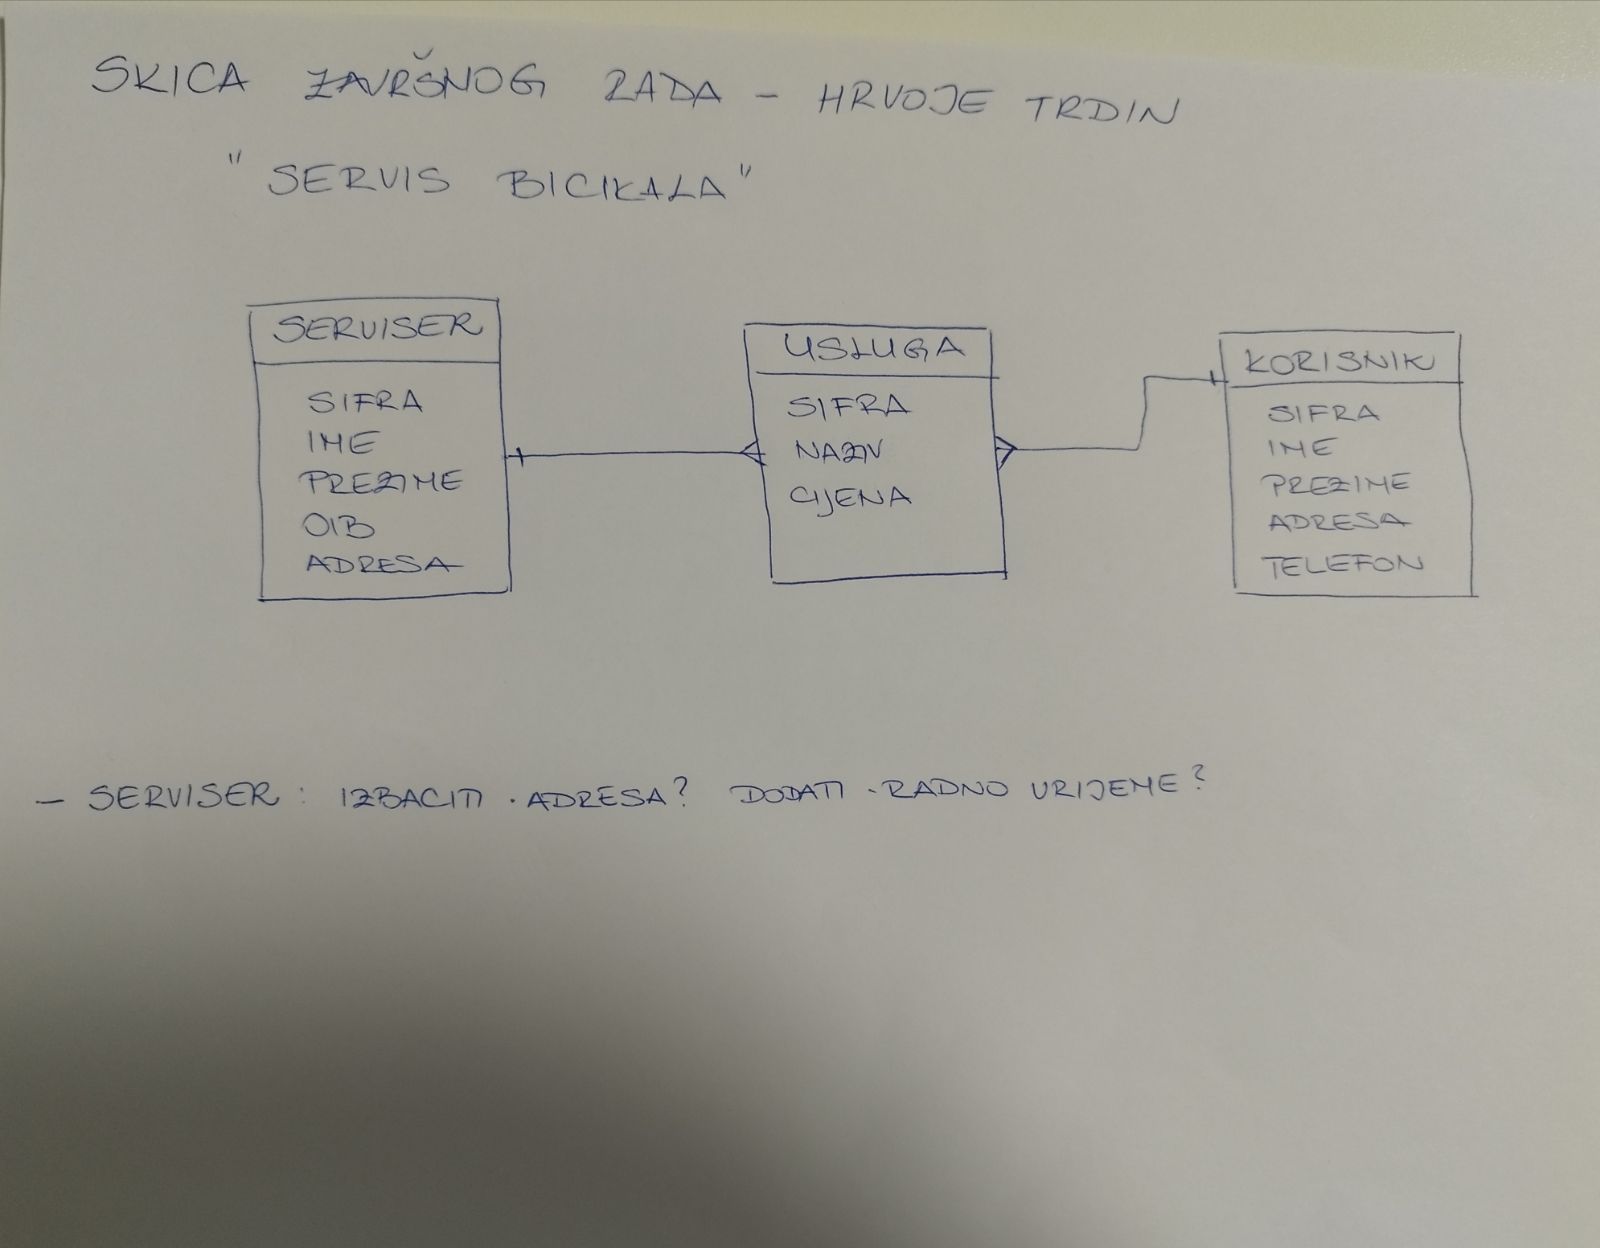 SKICA ZAVRŠNOG RADA - HRVOJE TRDIN
"SERVIS BICIKALA"
SERVISER
SIFRA
IME
PREZIME
OIB
ADRESA
USLUGA
SIFRA
NAZIV
CIJENA
KORISNIK
SIFRA
IME
PREZIME
ADRESA
TELEFON
- SERVISER: IZBACITI · ADRESA? DODATI · RADNO VRIJEME?